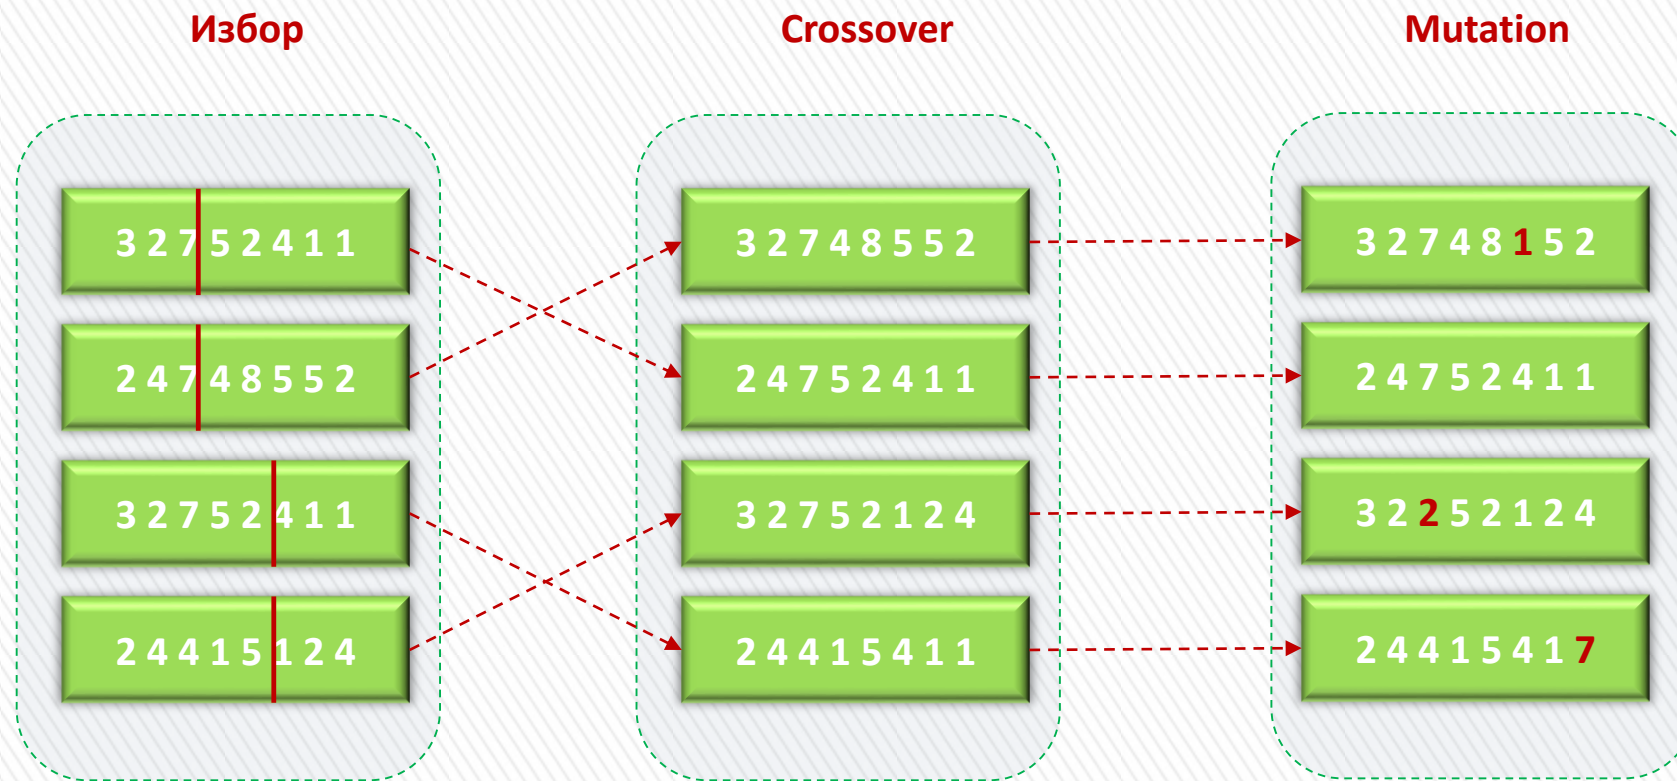 Избор
Crossover
Mutation
3 2 7 5 2 4 1 1
3 2 7 4 8 5 5 2
3 2 7 4 8 1 5 2
2 4 7 4 8 5 5 2
2 4 7 5 2 4 1 1
2 4 7 5 2 4 1 1
3 2 7 5 2 4 1 1
3 2 7 5 2 1 2 4
3 2 2 5 2 1 2 4
2 4 4 1 5 1 2 4
2 4 4 1 5 4 1 1
2 4 4 1 5 4 1 7